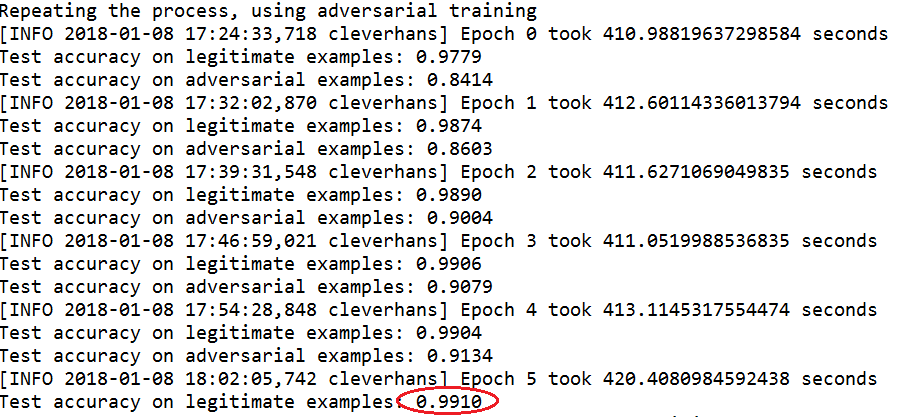 Repeating the process, using adversarial training
[INFO 2018-01-08 17:24:33,718 cleverhans] Epoch 0 took 410.98819637298584 seconds
Test accuracy on legitimate examples: 0.9779
Test accuracy on adversarial examples: 0.8414
[INFO 2018-01-08 17:32:02,870 cleverhans] Epoch 1 took 412.60114336013794 seconds
Test accuracy on legitimate examples: 0.9874
Test accuracy on adversarial examples: 0.8603
[INFO 2018-01-08 17:39:31,548 cleverhans] Epoch 2 took 411.6271069049835 seconds
Test accuracy on legitimate examples: 0.9890
Test accuracy on adversarial examples: 0.9004
[INFO 2018-01-08 17:46:59,021 cleverhans] Epoch 3 took 411.0519988536835 seconds
Test accuracy on legitimate examples: 0.9906
Test accuracy on adversarial examples: 0.9079
[INFO 2018-01-08 17:54:28,848 cleverhans] Epoch 4 took 413.1145317554474 seconds
Test accuracy on legitimate examples: 0.9904
Test accuracy on adversarial examples: 0.9134
[INFO 2018-01-08 18:02:05,742 cleverhans] Epoch 5 took 420.4080984592438 seconds
Test accuracy on legitimate examples: 0.9910